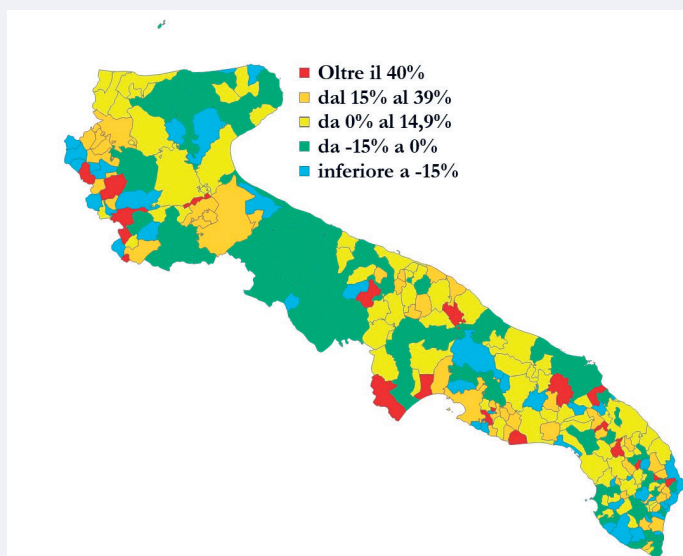 Oltre il 40%
dal 15% al 39%
da 0% al 14,9%
da -15% a 0%
inferiore a -15%